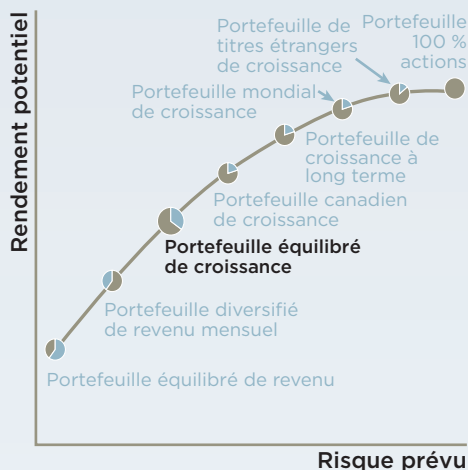 Rendement potentiel
Portefeuille de
titres étrangers
de croissance
Portefeuille
100 %
actions
Portefeuille mondial
de croissance
Portefeuille de
croissance à
long terme
Portefeuille canadien
de croissance
Portefeuille équilibré
de croissance
Portefeuille diversifié
de revenu mensuel
Portefeuille équilibré de revenu
Risque prévu